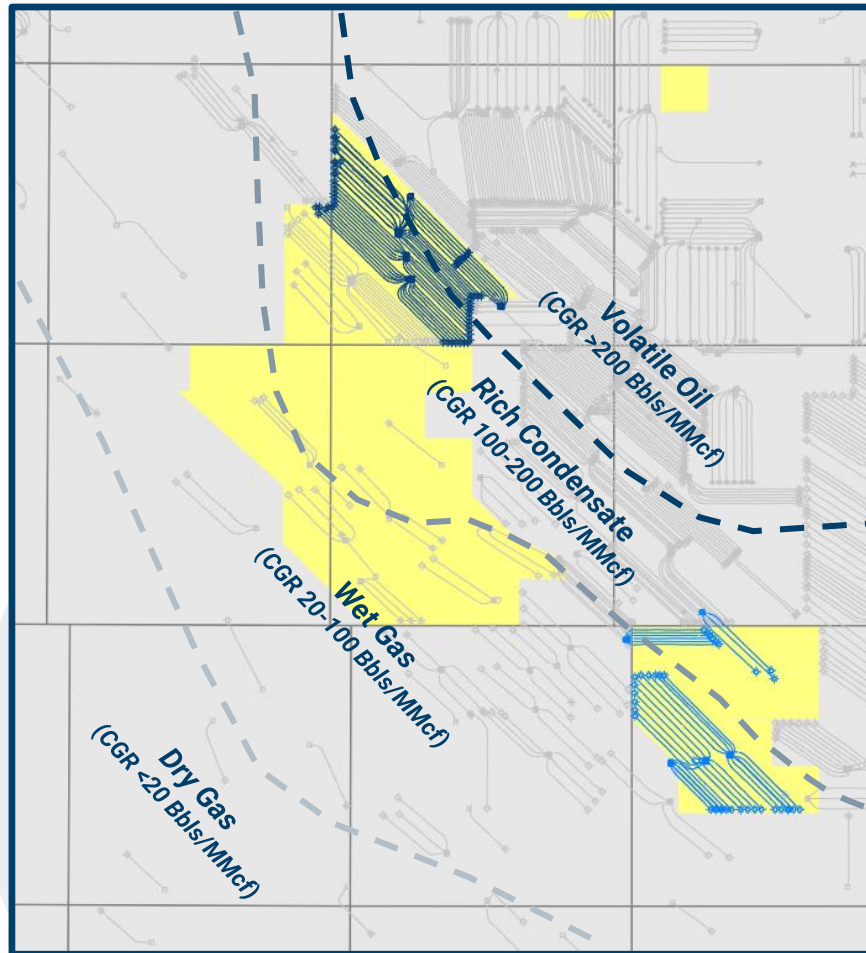 Volatile Oil
(CGR >200 Bbls/MMcf)
Rich Condensate
(CGR 100-200 Bbls/MMcf)
Wet Gas
(CGR 20-100 Bbls/MMcf)
Dry Gas
(CGR <20 Bbls/MMcf)